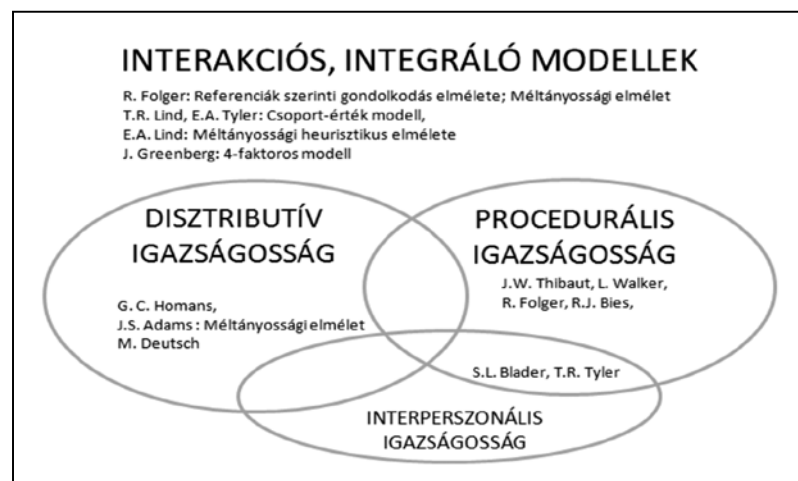 INTERAKCIÓS, INTEGRÁLÓ MODELLEK
R. Folger: Referenciák szerinti gondolkodás elmélete; Méltányossági elmélet
T.R. Lind, E.A. Tyler: Csoport-érték modell,
E.A. Lind: Méltányossági heurisztikus elmélete
J. Greenberg: 4-faktoros modell
DISZTRIBUTÍV
IGAZSÁGOSSÁG
G. C. Homans,
J.S. Adams : Méltányossági elmélet
M. Deutsch
PROCEDURÁLIS
IGAZSÁGOSSÁG
J.W. Thibaut, L. Walker,
R. Folger, R.J. Bies,
S.L. Blader, T.R. Tyler
INTERPERSZONÁLIS
IGAZSÁGOSSÁG